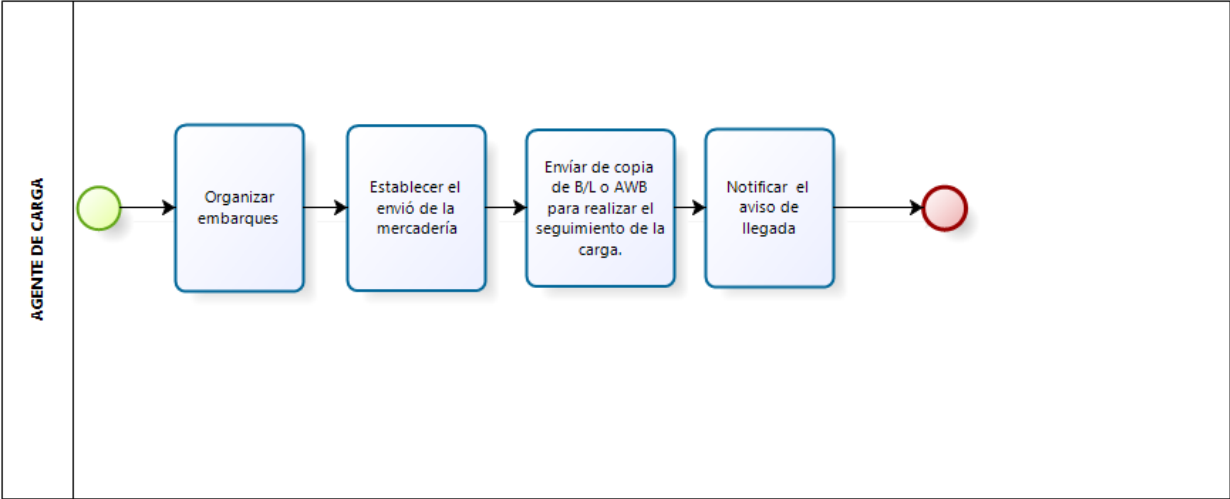 AGENTE DE CARGA
Organizar
embarques
Establecer el
envió de la
mercadería
Envíar de copia
de B/L o AWB
para realizar el
seguimiento de la
carga.
Notificar el
aviso de
llegada